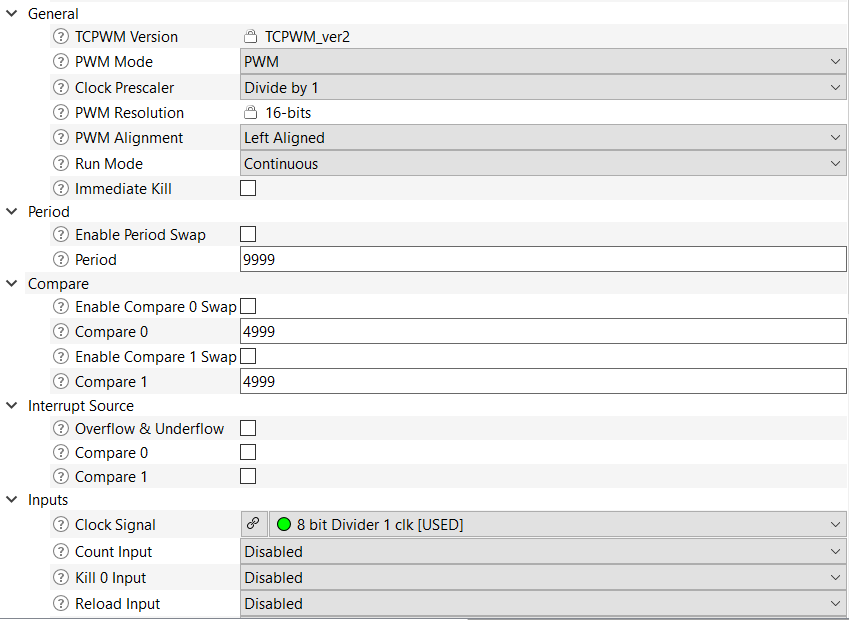 General
TCPWM Version TCPWM_ver2
PWM Mode PWM
Clock Prescaler Divide by 1
PWM Resolution 16-bits
PWM Alignment Left Aligned
Run Mode Continuous
Immediate Kill
Period
Enable Period Swap
Period 9999
Compare
Enable Compare 0 Swap
Compare 0 4999
Enable Compare 1 Swap
Compare 1 4999
Interrupt Source
Overflow & Underflow
Compare 0
Compare 1
Inputs
Clock Signal 8 bit Divider 1 clk [USED]
Count Input Disabled
Kill 0 Input Disabled
Reload Input Disabled